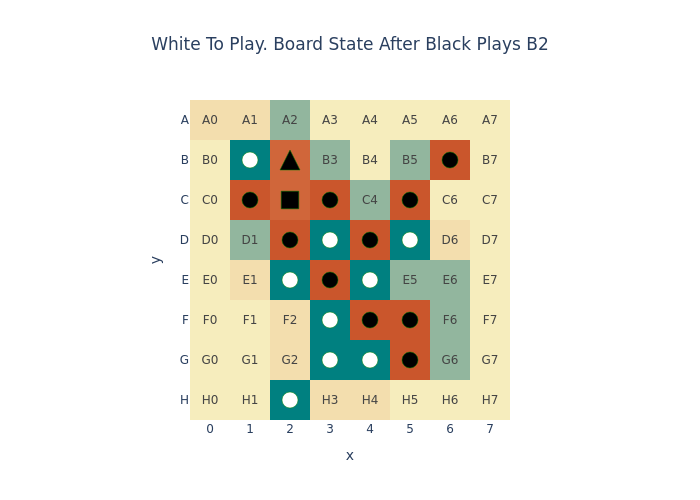 White To Play. Board State After Black Plays B2
A A0 A1 A2 A3 A4 A5 A6 A7
B B0 B3 B4 B5 B7
C C0 C4 C6 C7
D D0 D1 D6 D7
E E0 E1 E5 E6 E7
F F0 F1 F2 F6 F7
G G0 G1 G2 G6 G7
H H0 H1 H3 H4 H5 H6 H7
0 1 2 3 4 5 6 7
x
y